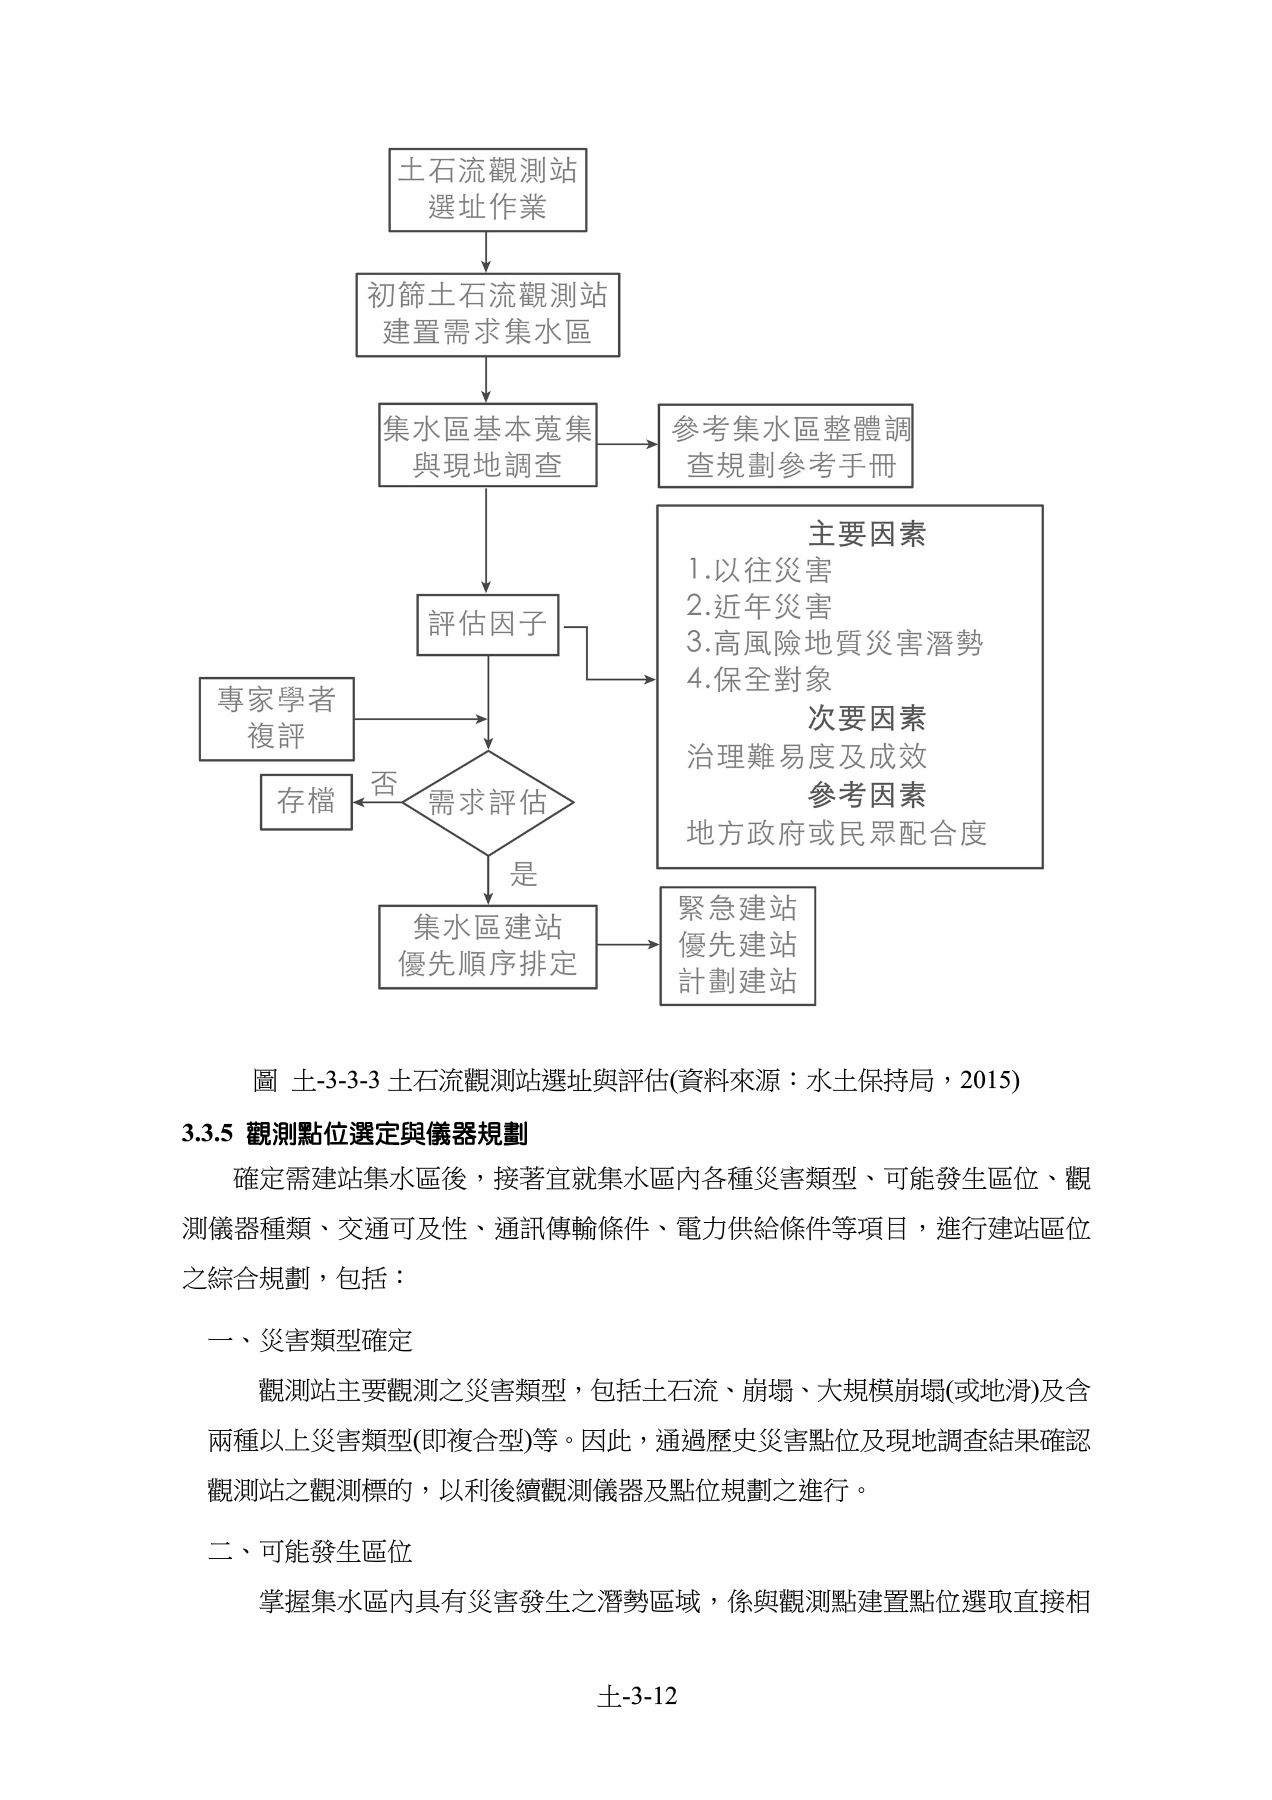 土石流觀測站
選址作業
初篩土石流觀測站
建置需求集水區
集水區基本蒐集
與現地調查
參考集水區整體調
查規劃參考手冊
主要因素
1.以往災害
2.近年災害
3.高風險地質災害潛勢
4.保全對象
次要因素
治理難易度及成效
參考因素
地方政府或民眾配合度
評估因子
專家學者
複評
需求評估
否
存檔
是
集水區建站
優先順序排定
緊急建站
優先建站
計劃建站
圖 土-3-3-3 土石流觀測站選址與評估(資料來源：水土保持局，2015)
3.3.5 觀測點位選定與儀器規劃
確定需建站集水區後，接著宜就集水區內各種災害類型、可能發生區位、觀
測儀器種類、交通可及性、通訊傳輸條件、電力供給條件等項目，進行建站區位
之綜合規劃，包括：
一、災害類型確定
觀測站主要觀測之災害類型，包括土石流、崩塌、大規模崩塌(或地滑)及含
兩種以上災害類型(即複合型)等。因此，通過歷史災害點位及現地調查結果確認
觀測站之觀測標的，以利後續觀測儀器及點位規劃之進行。
二、可能發生區位
掌握集水區內具有災害發生之潛勢區域，係與觀測點建置點位選取直接相
土-3-12